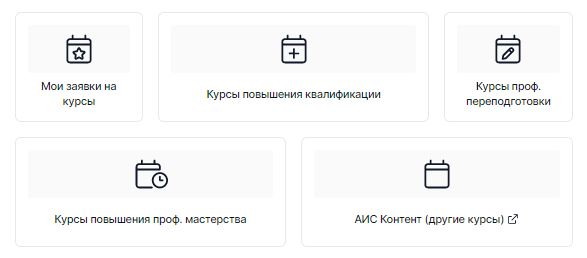 Мои заявки на
курсы
Курсы повышения квалификации
Курсы проф.
переподготовки
Курсы повышения проф. мастерства
АИС Контент (другие курсы)